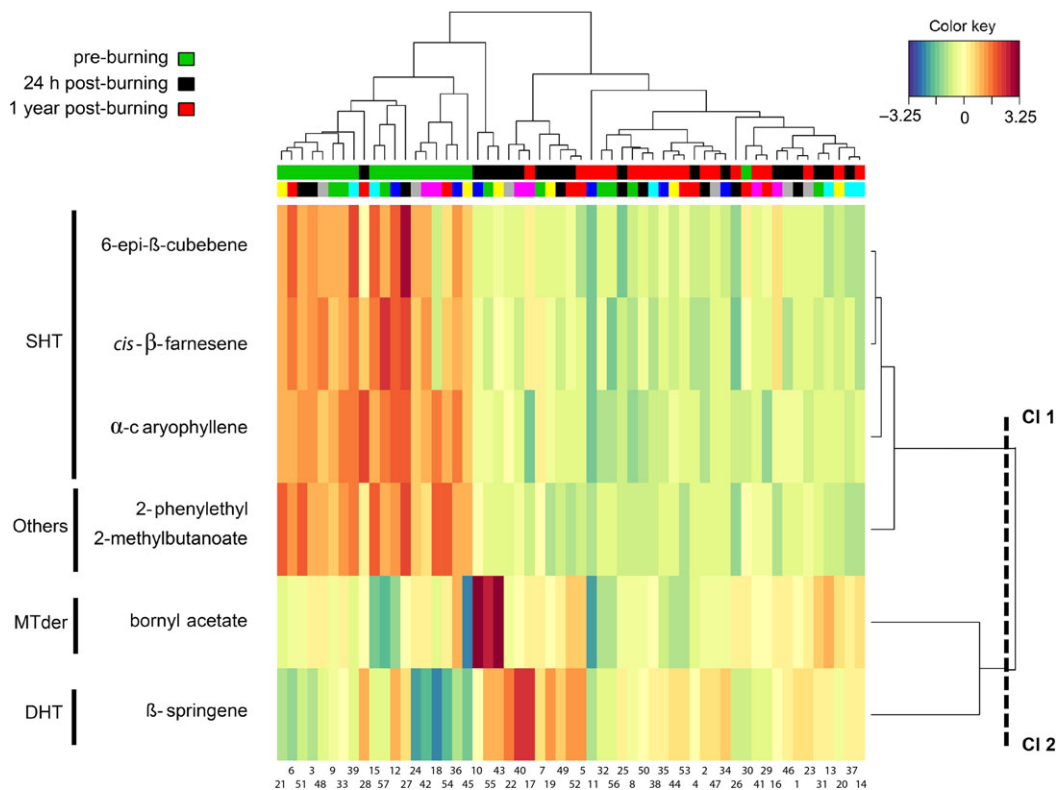 pre-burning
24 h post-burning
1 year post-burning
Color key
−3.25 0 3.25
SHT
6-epi-ß-cubebene
cis-β-farnesene
α-c aryophyllene
Others
2-phenylethyl
2-methylbutanoate
MTder
bornyl acetate
DHT
ß-springene
CI 1
CI 2
6 3 9 39 15 12 24 18 36 10 43 40 7 49 5 32 25 50 35 53 2 34 30 29 46 23 13 37
21 51 48 33 28 57 27 42 54 45 55 22 17 19 52 11 56 8 38 44 4 47 26 41 16 1 31 20 14